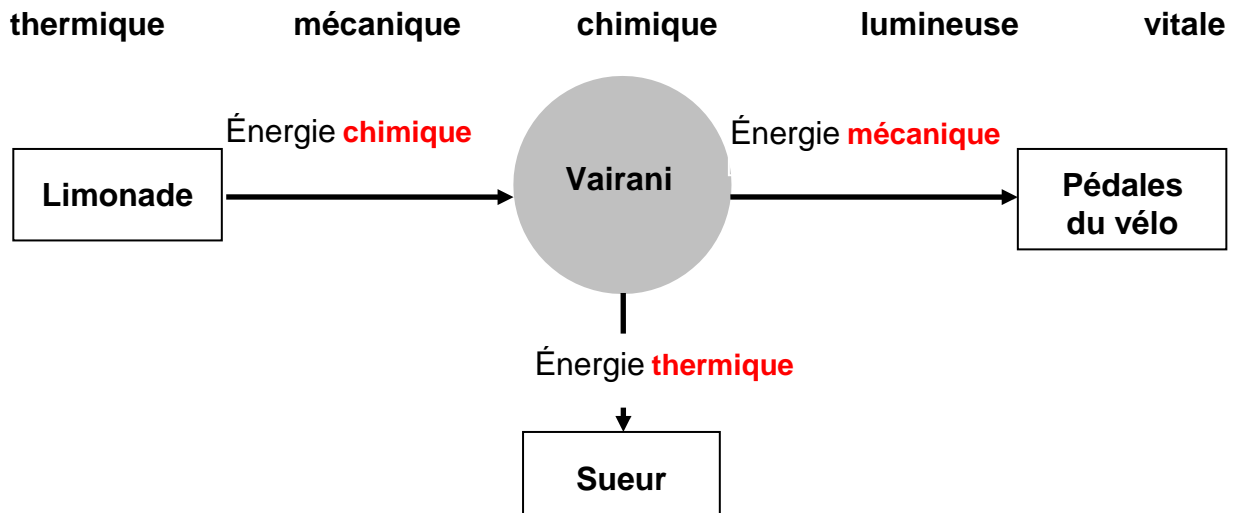 thermique mécanique chimique lumineuse vitale
Énergie chimique
Énergie mécanique
Limonade
Vairani
Pédales
du vélo
Énergie thermique
Sueur